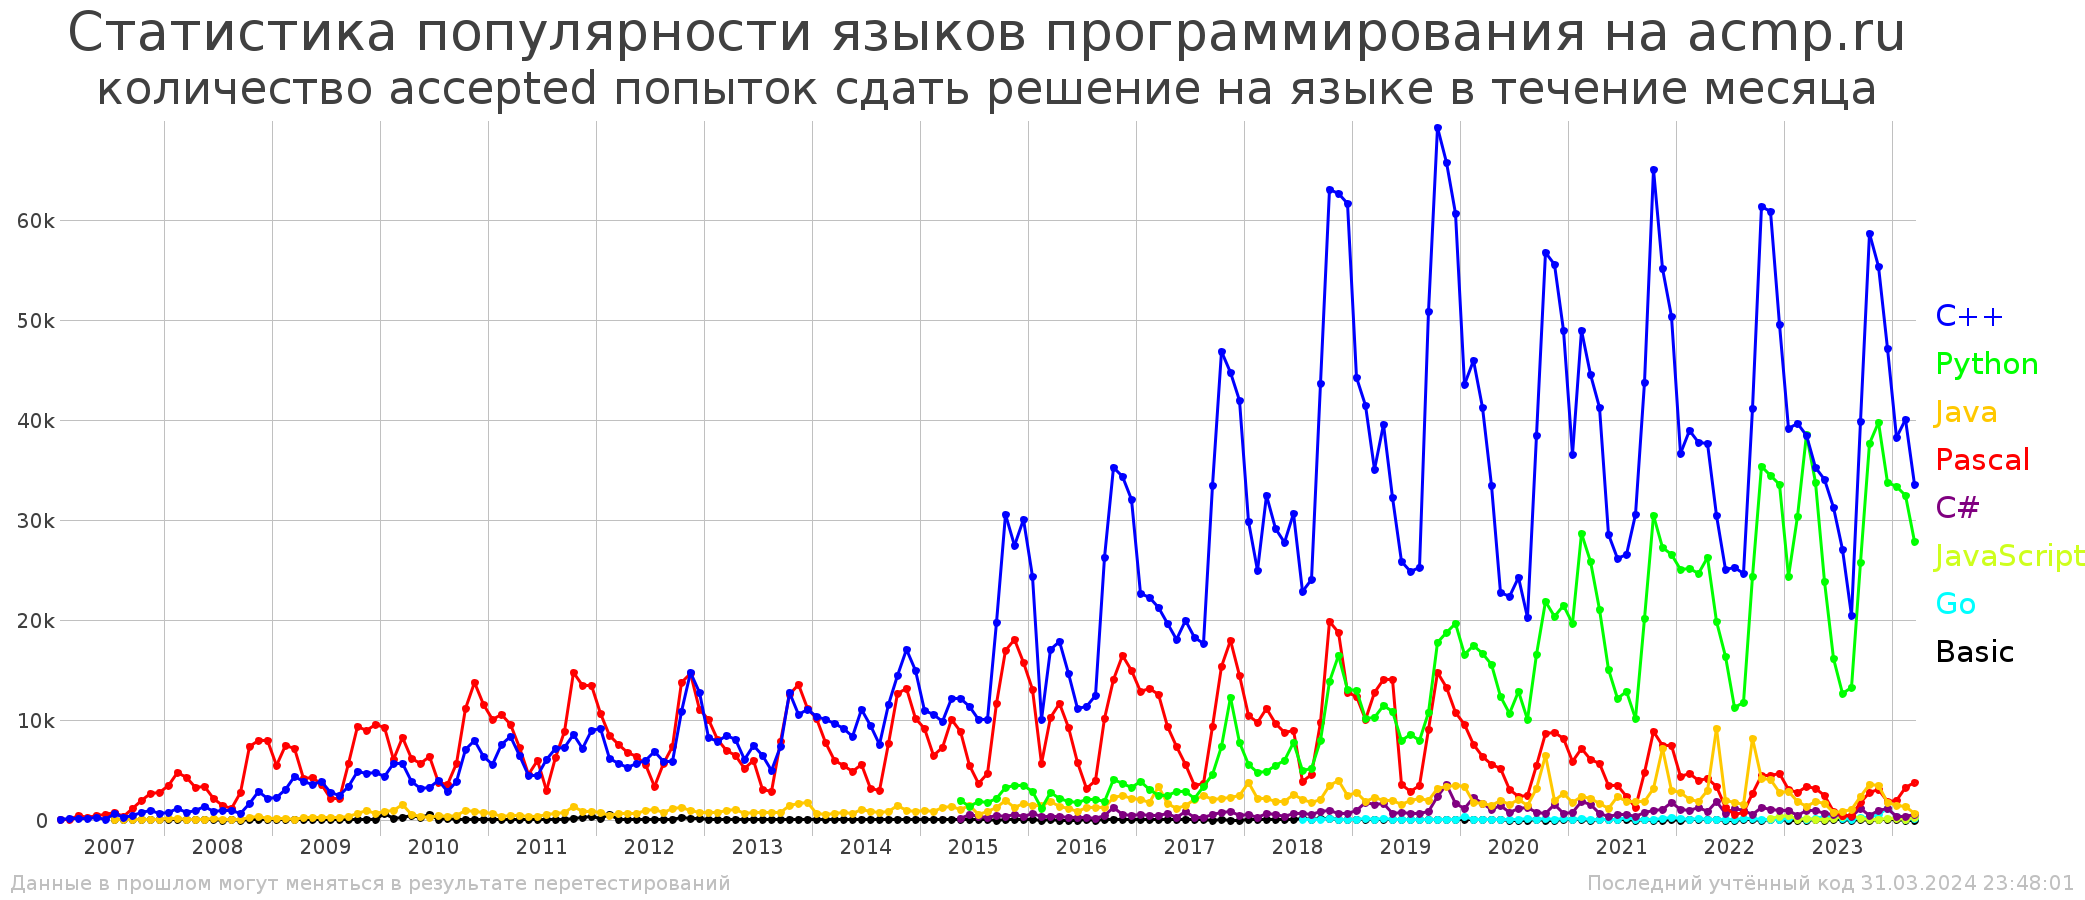 Статистика популярности языков программирования на acmp.ru
количество accepted попыток сдать решение на языке в течение месяца
60k
50k
40k
30k
20k
10k
0
C++
Python
Java
Pascal
C#
JavaScript
Go
Basic
2007 2008 2009 2010 2011 2012 2013 2014 2015 2016 2017 2018 2019 2020 2021 2022 2023
Данные в прошлом могут меняться в результате перетестирований
Последний учтённый код 31.03.2024 23:48:01